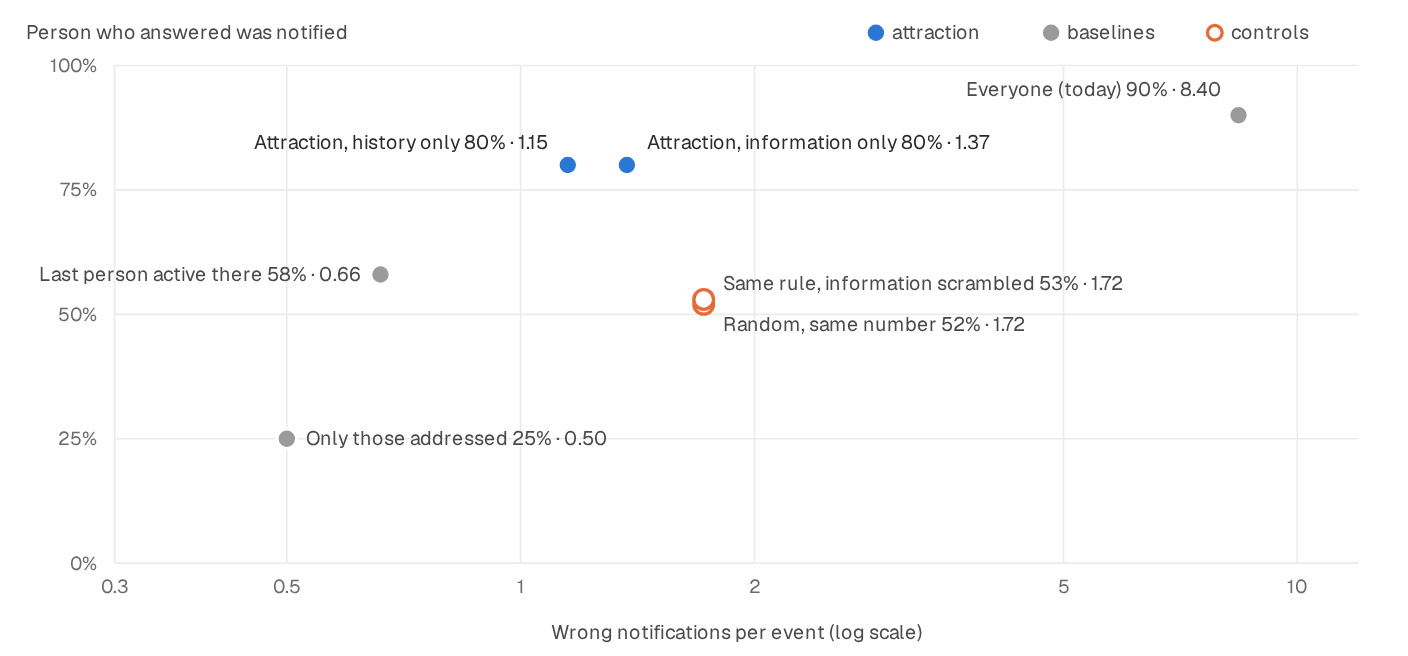 Person who answered was notified
attraction
baselines
controls
100%
Everyone (today) 90% · 8.40
Attraction, history only 80% · 1.15
Attraction, information only 80% · 1.37
75%
Last person active there 58% · 0.66
Same rule, information scrambled 53% · 1.72
50%
Random, same number 52% · 1.72
25%
Only those addressed 25% · 0.50
0%
0.3
0.5
1
2
5
10
Wrong notifications per event (log scale)